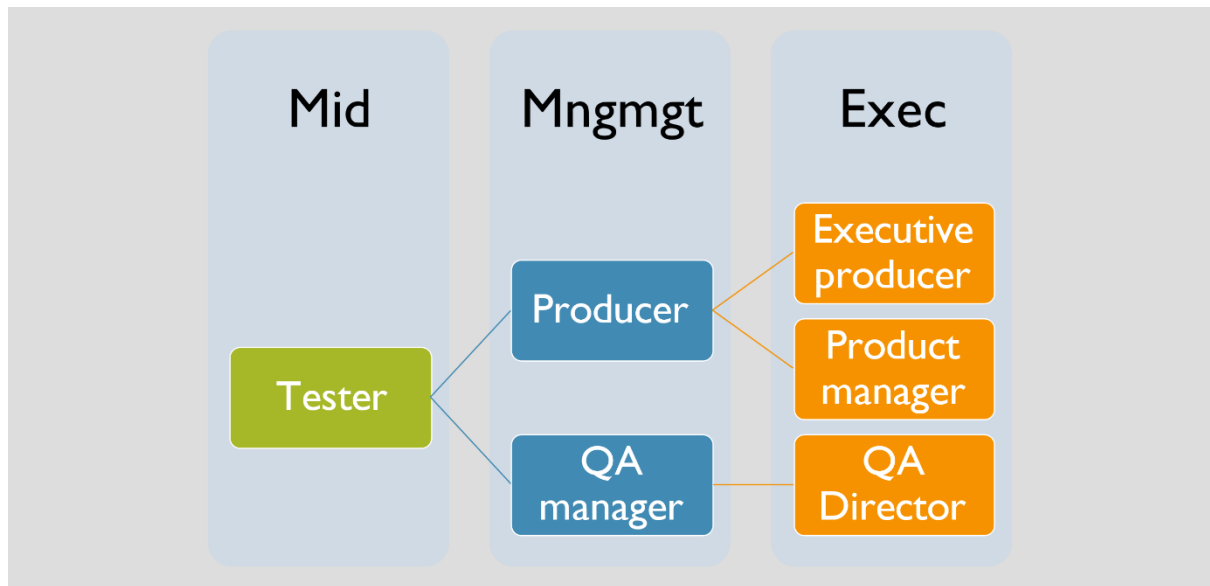 Mid
Mngmgt
Exec
Tester
Producer
QA
manager
Executive
producer
Product
manager
QA
Director